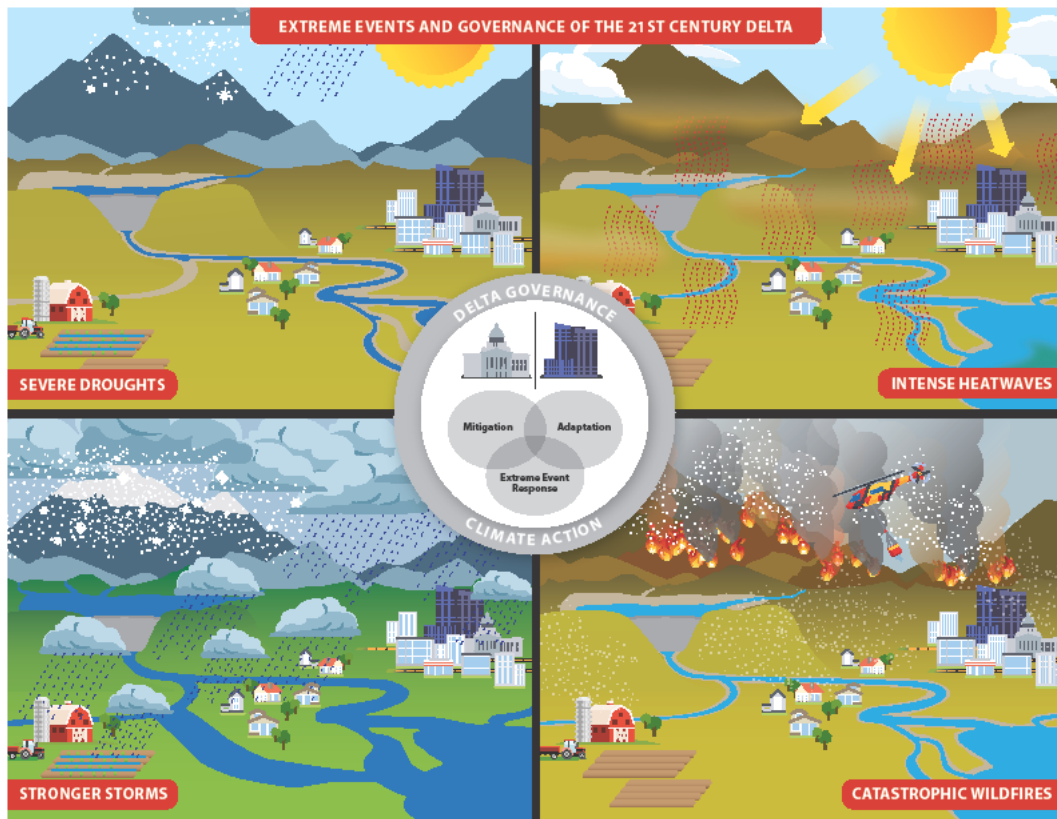 EXTREME EVENTS AND GOVERNANCE OF THE 21ST CENTURY DELTA
SEVERE DROUGHTS
INTENSE HEATWAVES
DELTA GOVERNANCE
Mitigation
Adaptation
Extreme Event
Response
CLIMATE ACTION
STRONGER STORMS
CATASTROPHIC WILDFIRES